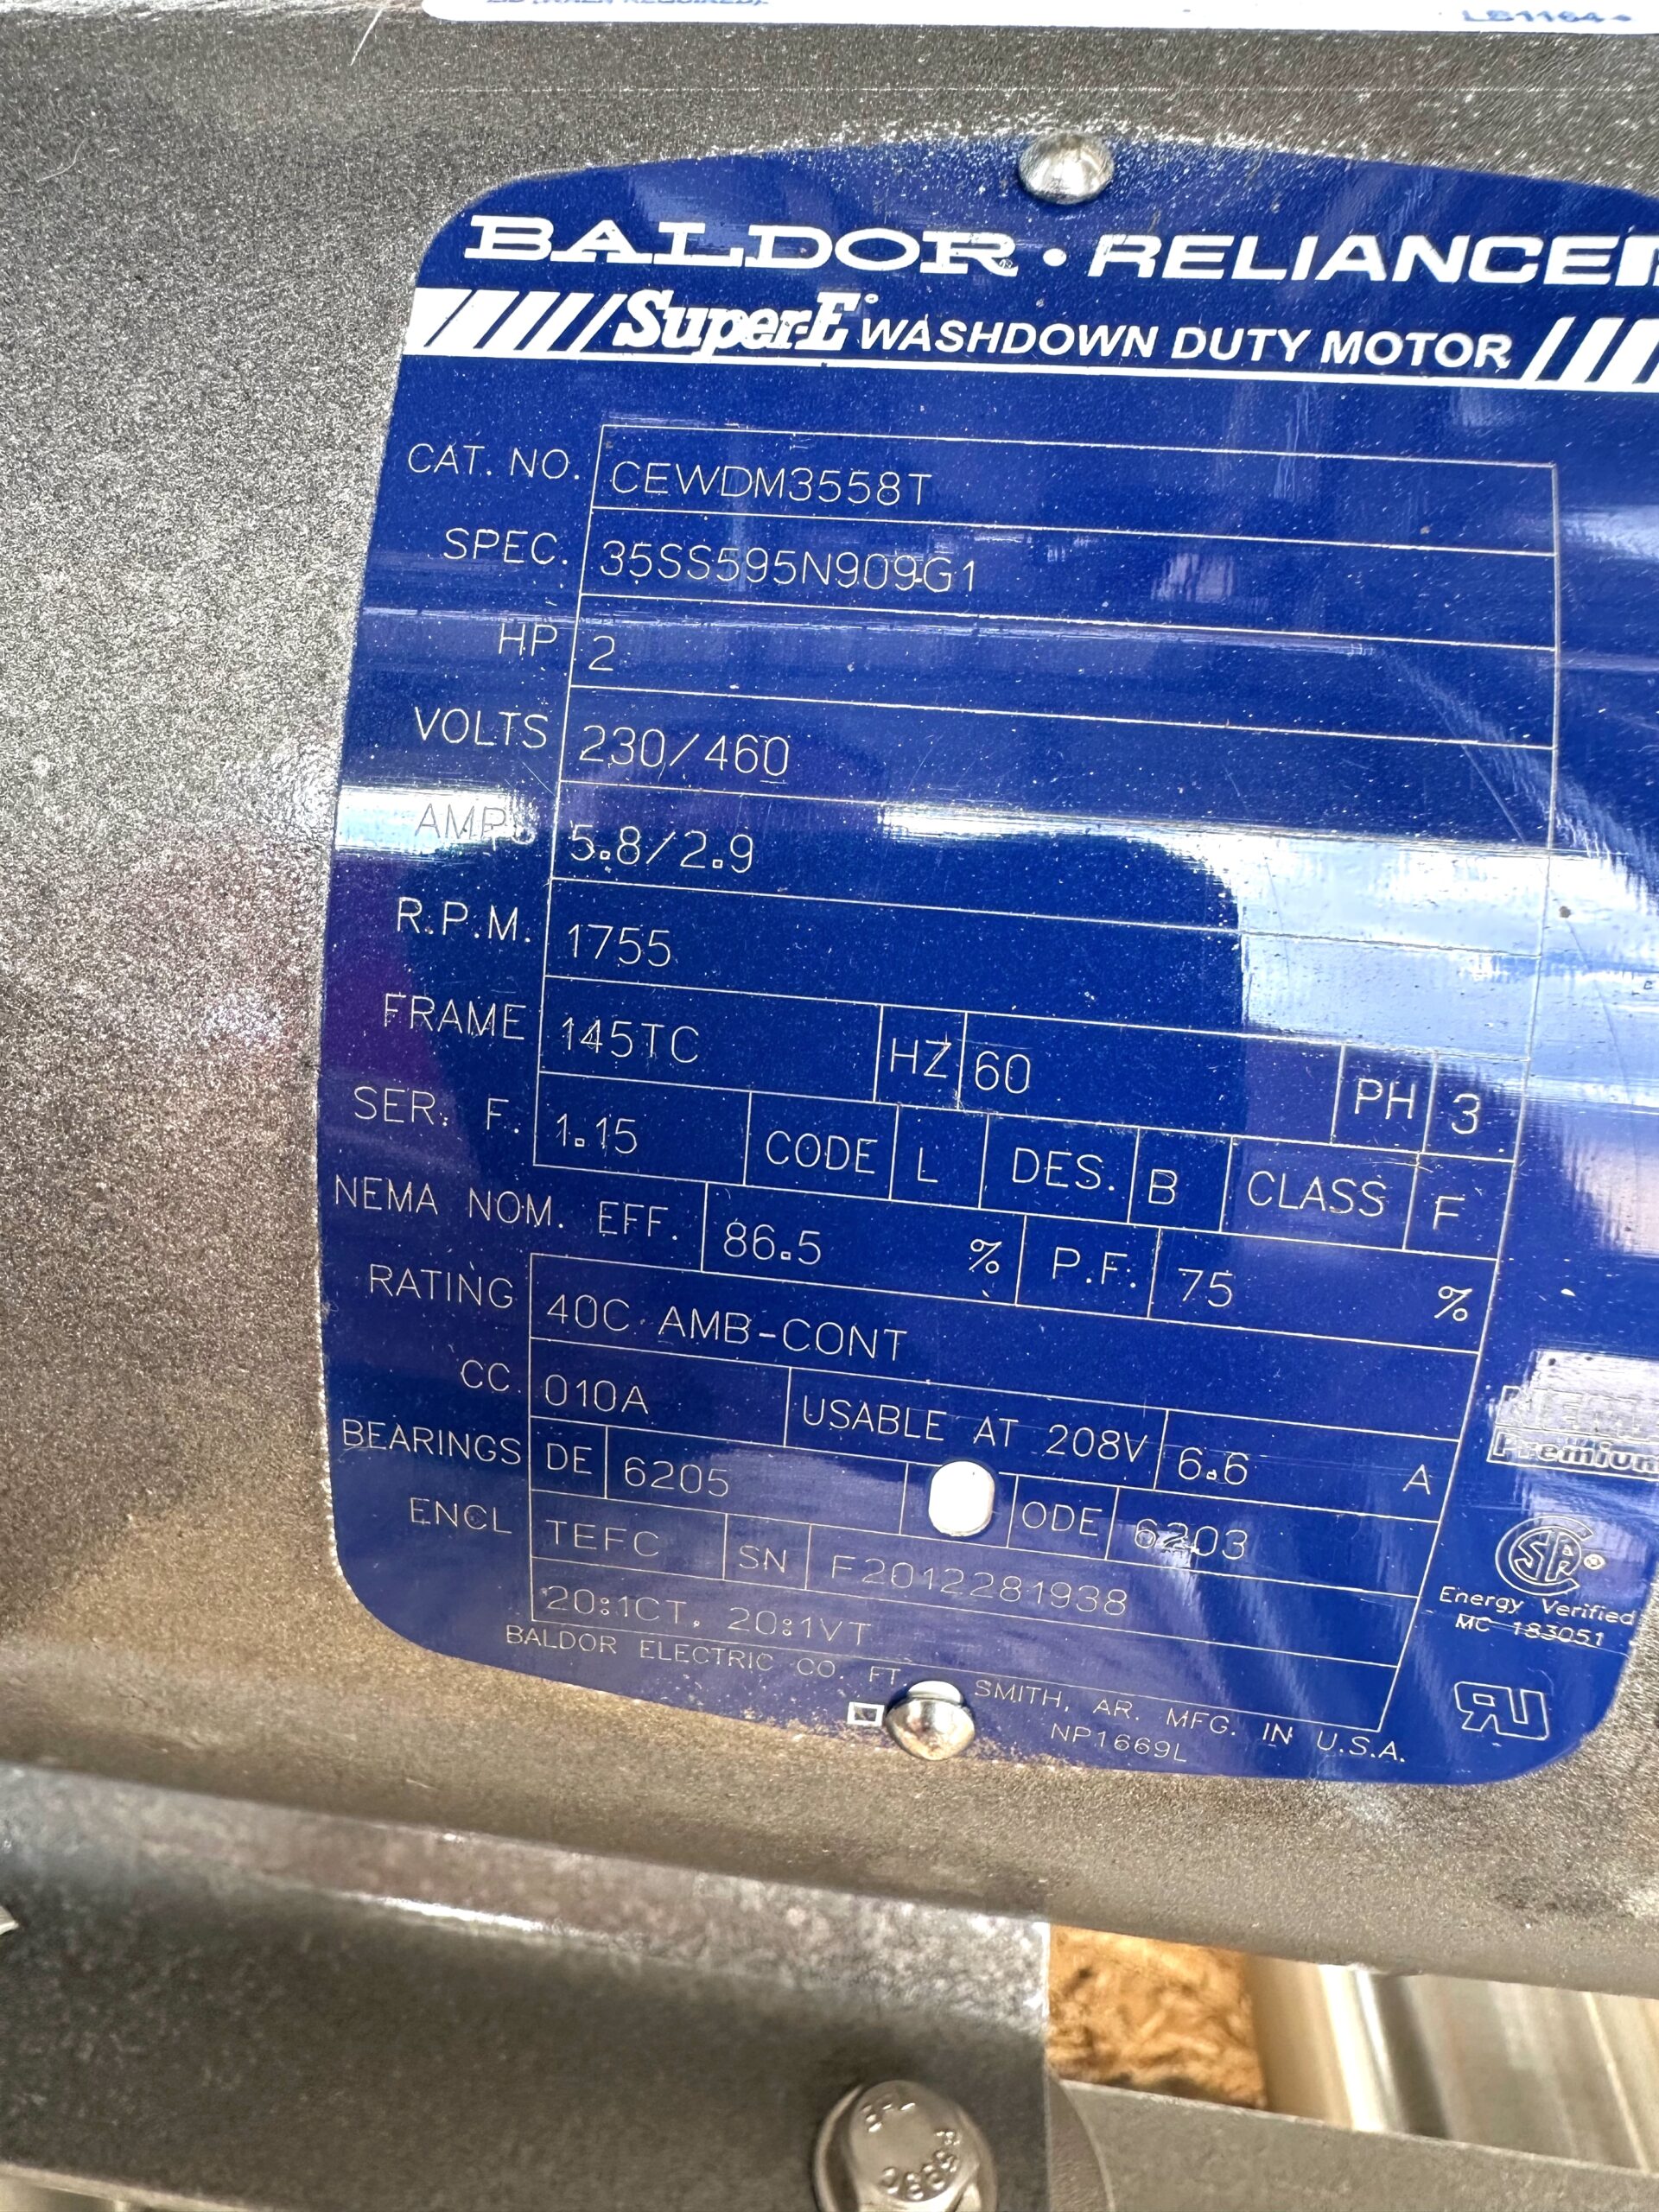 BALDOR • RELIANCE
Super-E® WASHDOWN DUTY MOTOR
CAT. NO. CEWDM3558T
SPEC. 35SS595N909G1
HP 2
VOLTS 230/460
AMPS 5.8/2.9
R.P.M. 1755
FRAME 145TC HZ 60 PH 3
SER. F. 1.15 CODE L DES. B CLASS F
NEMA NOM. EFF. 86.5 % P.F. 75 %
RATING 40C AMB-CONT
CC 010A USABLE AT 208V 6.6 A
BEARINGS DE 6205 ODE 6203
ENCL TEFC SN F2012281938
20:1CT, 20:1VT
BALDOR ELECTRIC CO. FT. SMITH, AR. MFG. IN U.S.A.
NP1669L
NEMA
Premium
Energy Verified
MC 183051